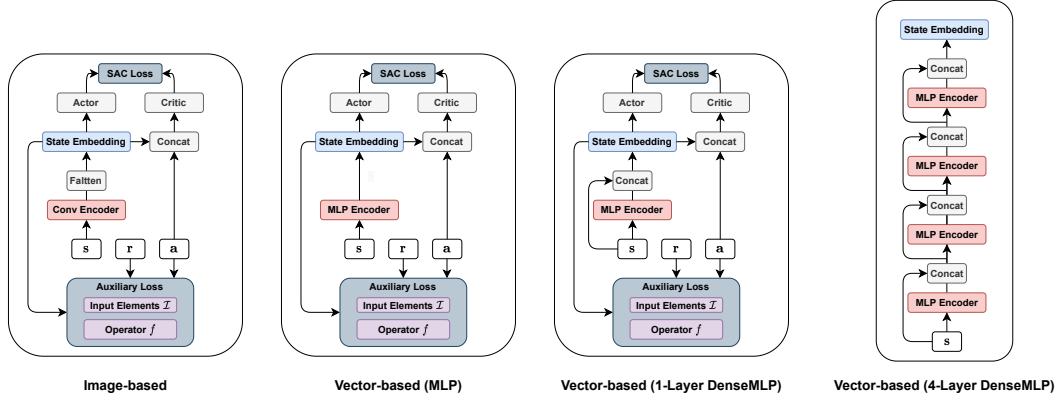 SAC Loss
Actor
Critic
State Embedding
Concat
Faltten
Conv Encoder
s
r
a
Auxiliary Loss
Input Elements I
Operator f
Image-based
SAC Loss
Actor
Critic
State Embedding
Concat
MLP Encoder
s
r
a
Auxiliary Loss
Input Elements I
Operator f
Vector-based (MLP)
SAC Loss
Actor
Critic
State Embedding
Concat
Concat
MLP Encoder
s
r
a
Auxiliary Loss
Input Elements I
Operator f
Vector-based (1-Layer DenseMLP)
State Embedding
Concat
MLP Encoder
Concat
MLP Encoder
Concat
MLP Encoder
Concat
MLP Encoder
s
Vector-based (4-Layer DenseMLP)